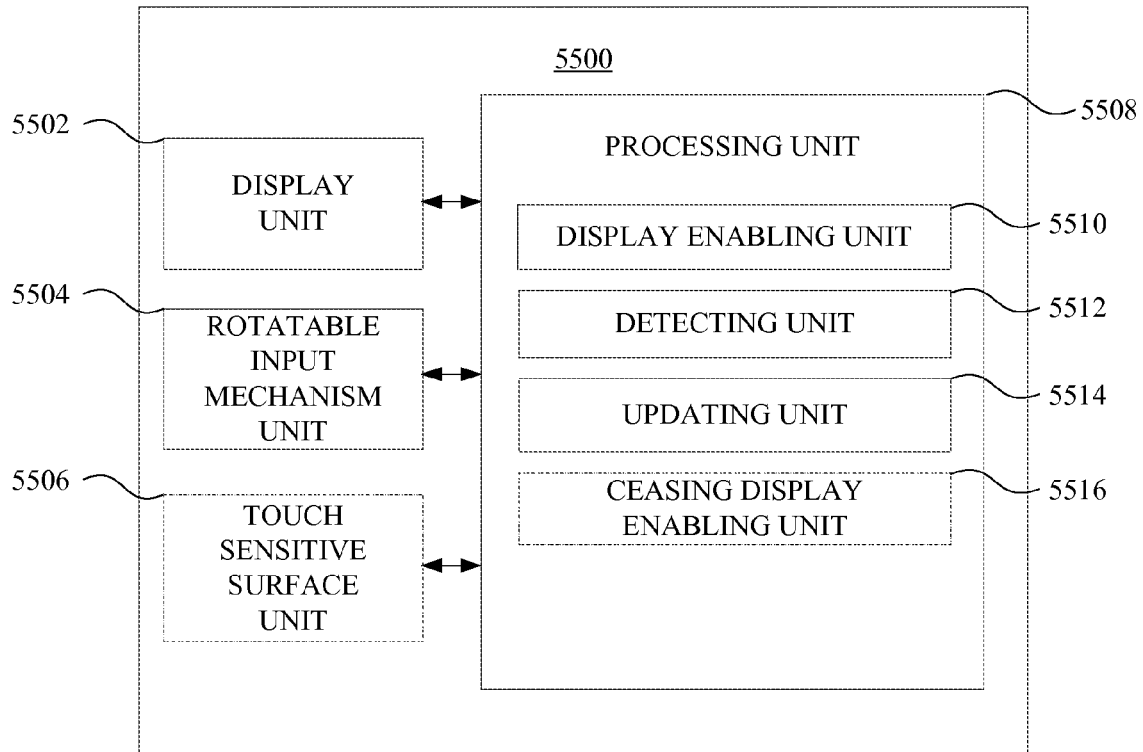 5500
5502
DISPLAY
UNIT
5504
ROTATABLE
INPUT
MECHANISM
UNIT
5506
TOUCH
SENSITIVE
SURFACE
UNIT
5508
PROCESSING UNIT
DISPLAY ENABLING UNIT
5510
DETECTING UNIT
5512
UPDATING UNIT
5514
CEASING DISPLAY
ENABLING UNIT
5516